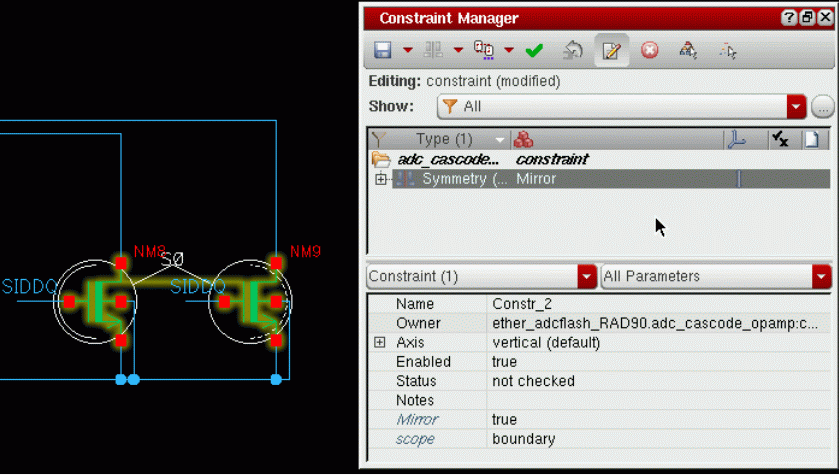 Constraint Manager
Editing: constraint (modified)
Show: All ...
Type (1)
adc_cascode... constraint
Symmetry (... Mirror
NM8 S0 NM9
SIDDQ SIDDQ
Constraint (1) All Parameters
Name Constr_2
Owner ether_adcflash_RAD90.adc_cascode_opamp:c...
Axis vertical (default)
Enabled true
Status not checked
Notes
Mirror true
scope boundary